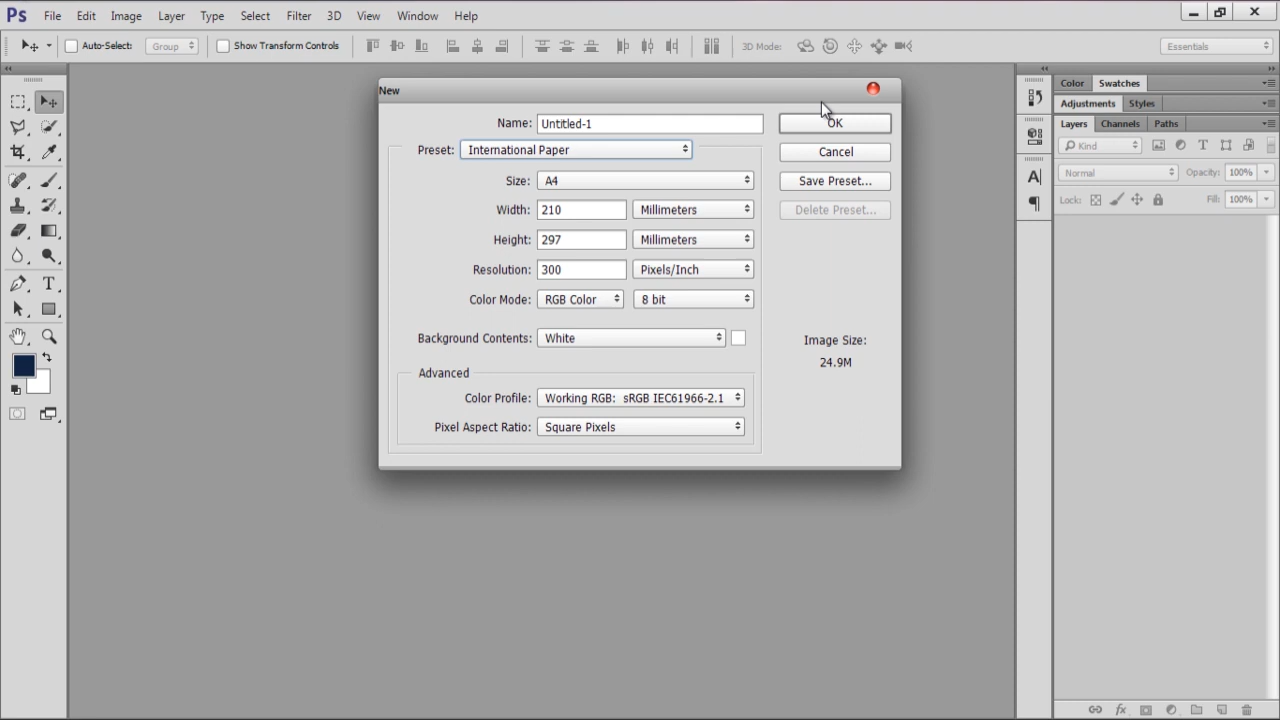 Ps File Edit Image Layer Type Select Filter 3D View Window Help
Auto-Select: Group Show Transform Controls 3D Mode: Essentials
New
Name: Untitled-1 OK
Preset: International Paper Cancel
Size: A4 Save Preset...
Width: 210 Millimeters Delete Preset...
Height: 297 Millimeters
Resolution: 300 Pixels/Inch
Color Mode: RGB Color 8 bit
Background Contents: White Image Size:
24.9M
Advanced
Color Profile: Working RGB: sRGB IEC61966-2.1
Pixel Aspect Ratio: Square Pixels
Color Swatches
Adjustments Styles
Layers Channels Paths
Kind
Normal Opacity: 100%
Lock: Fill: 100%